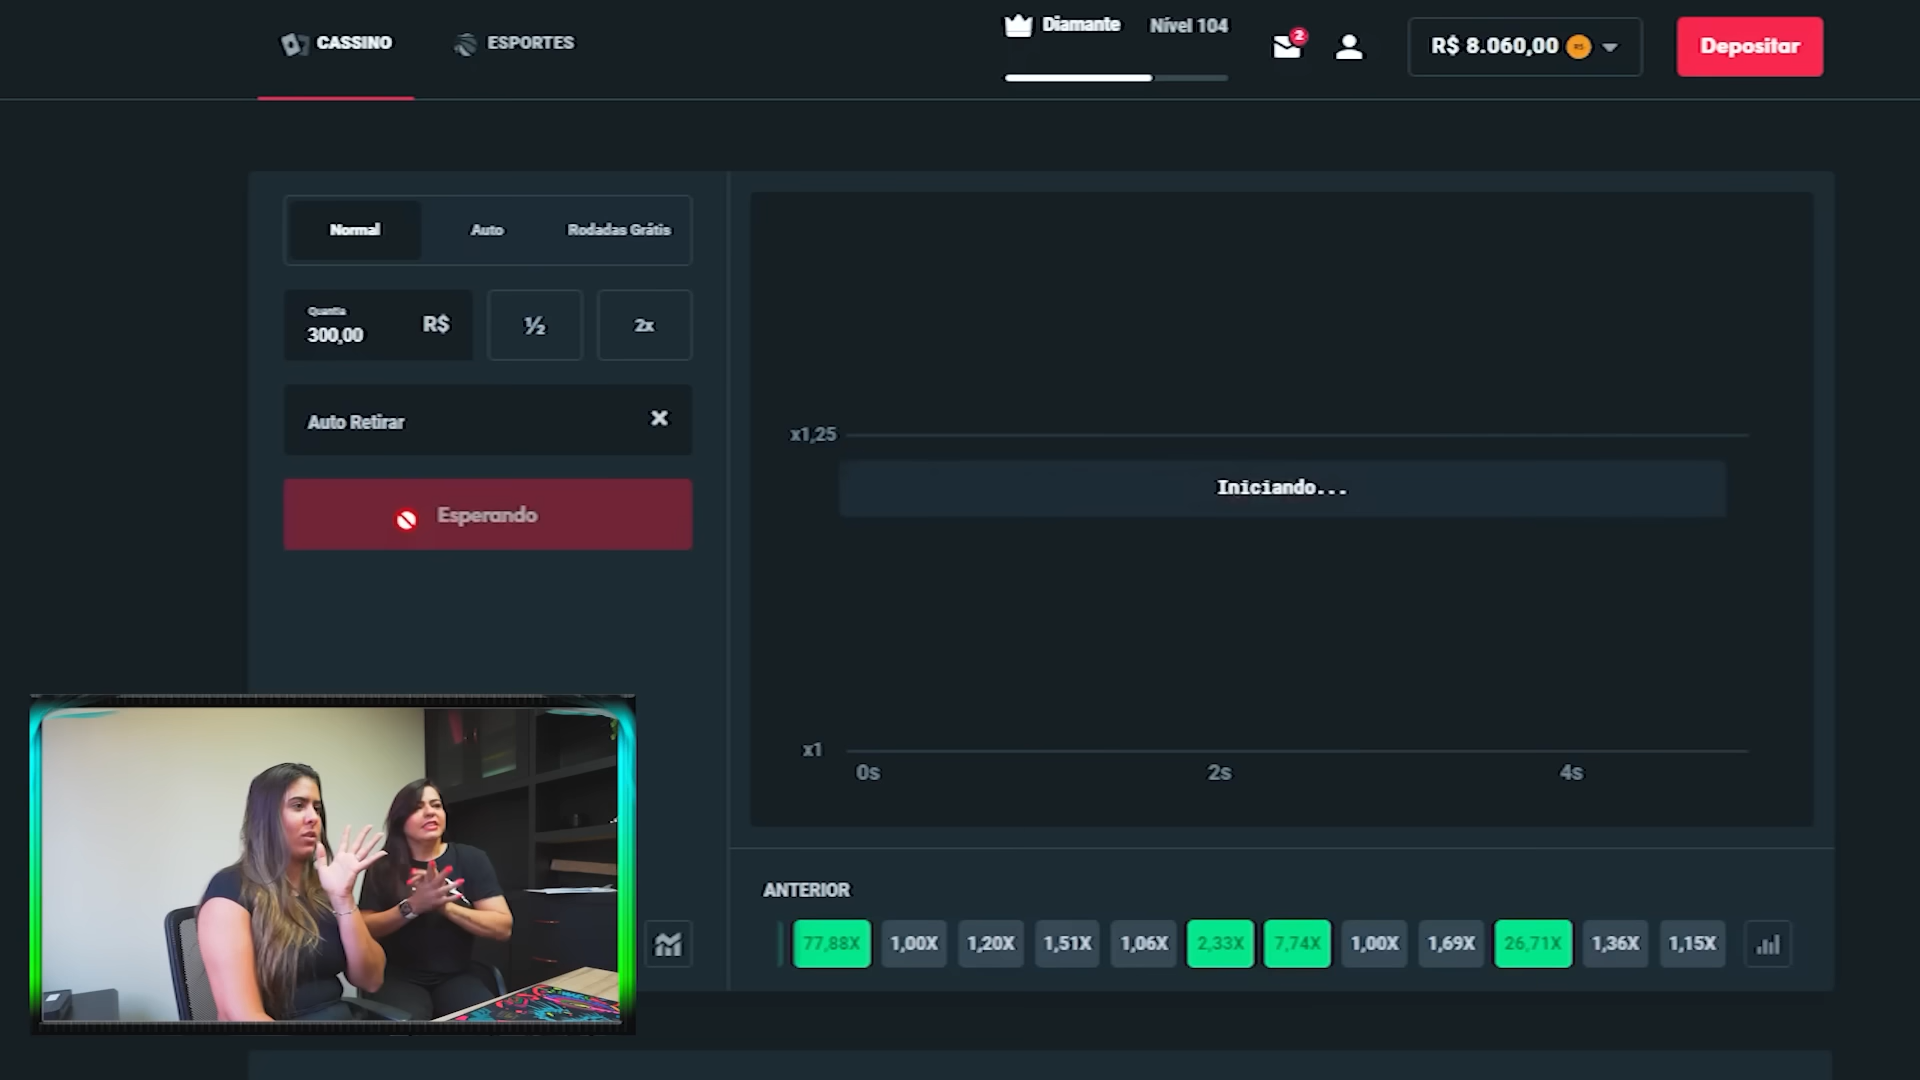 CASSINO
ESPORTES
Diamante
Nível 104
2
R$ 8.060,00
R$
Depositar
Normal
Auto
Rodadas Grátis
Quantia
300,00
R$
½
2x
Auto Retirar
Esperando
x1,25
Iniciando...
x1
0s
2s
4s
ANTERIOR
77,88X
1,00X
1,20X
1,51X
1,06X
2,33X
7,74X
1,00X
1,69X
26,71X
1,36X
1,15X